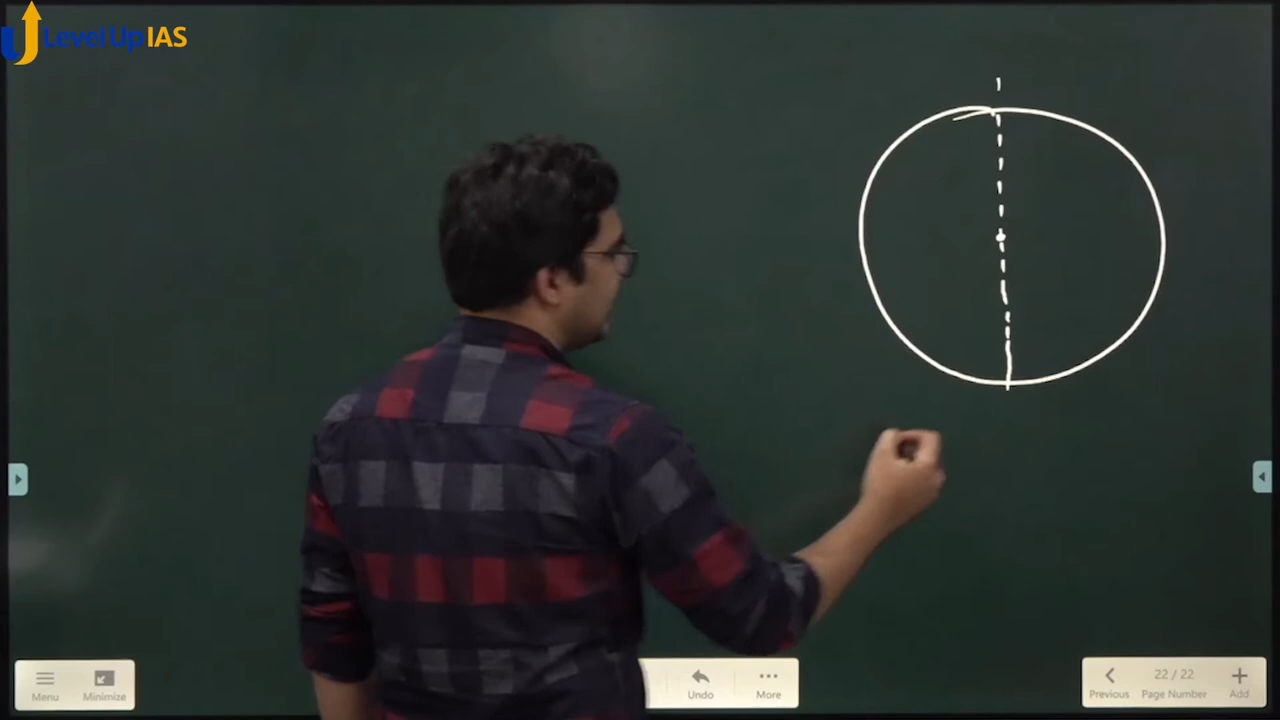 Level Up IAS
Menu
Minimize
Undo
More
Previous
22 / 22
Page Number
Add